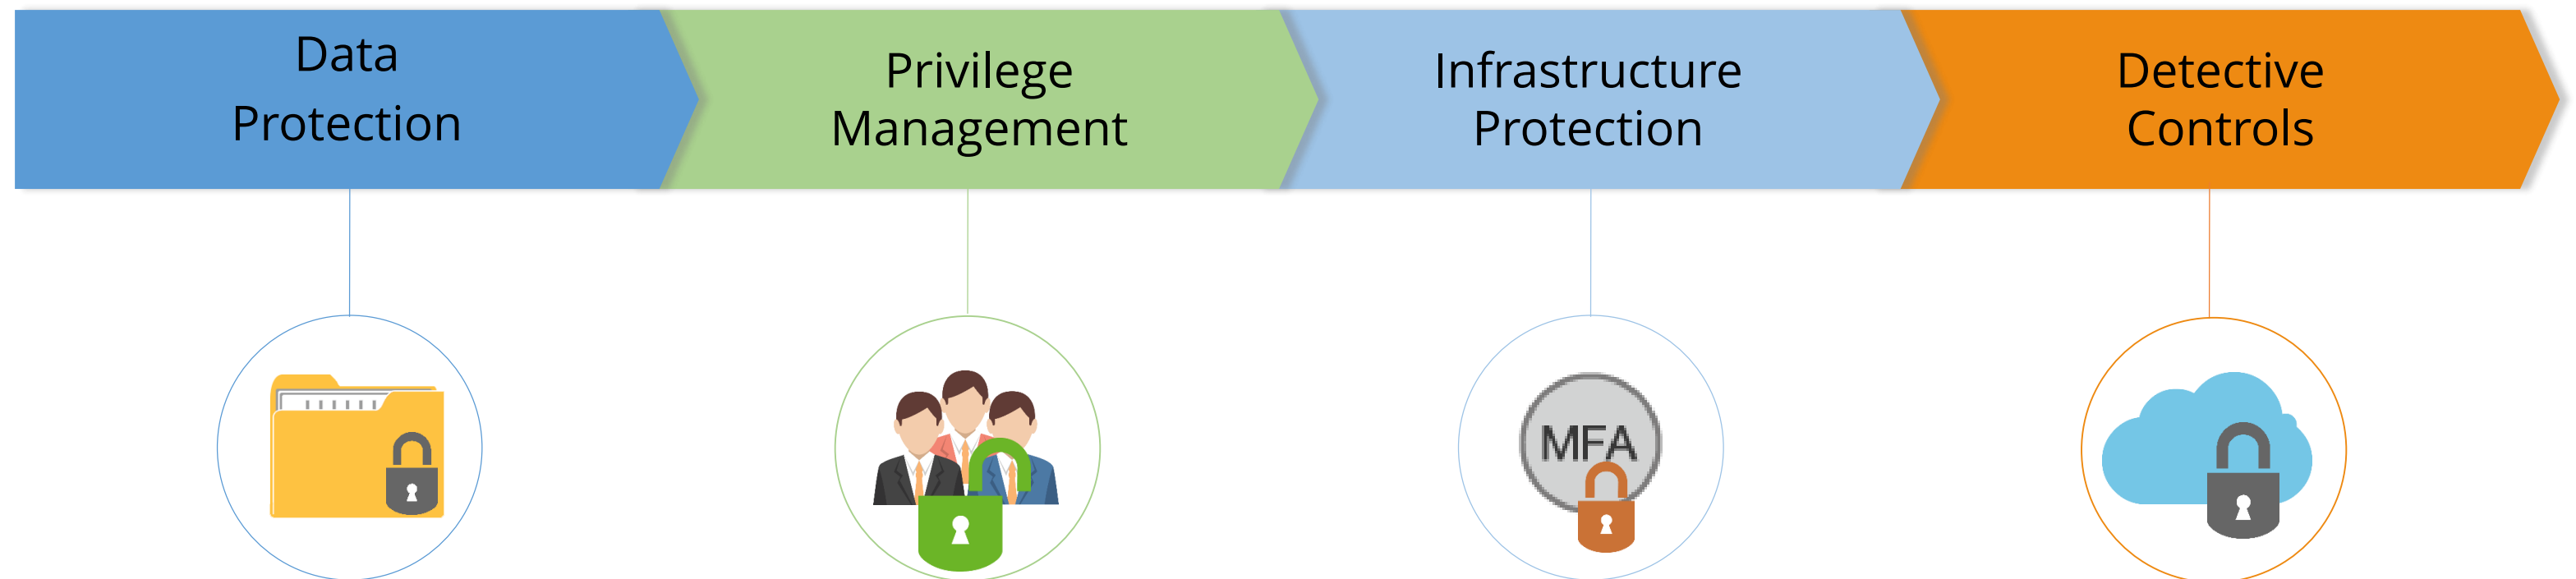 Data
Protection
Privilege
Management
Infrastructure
Protection
Detective
Controls
MFA